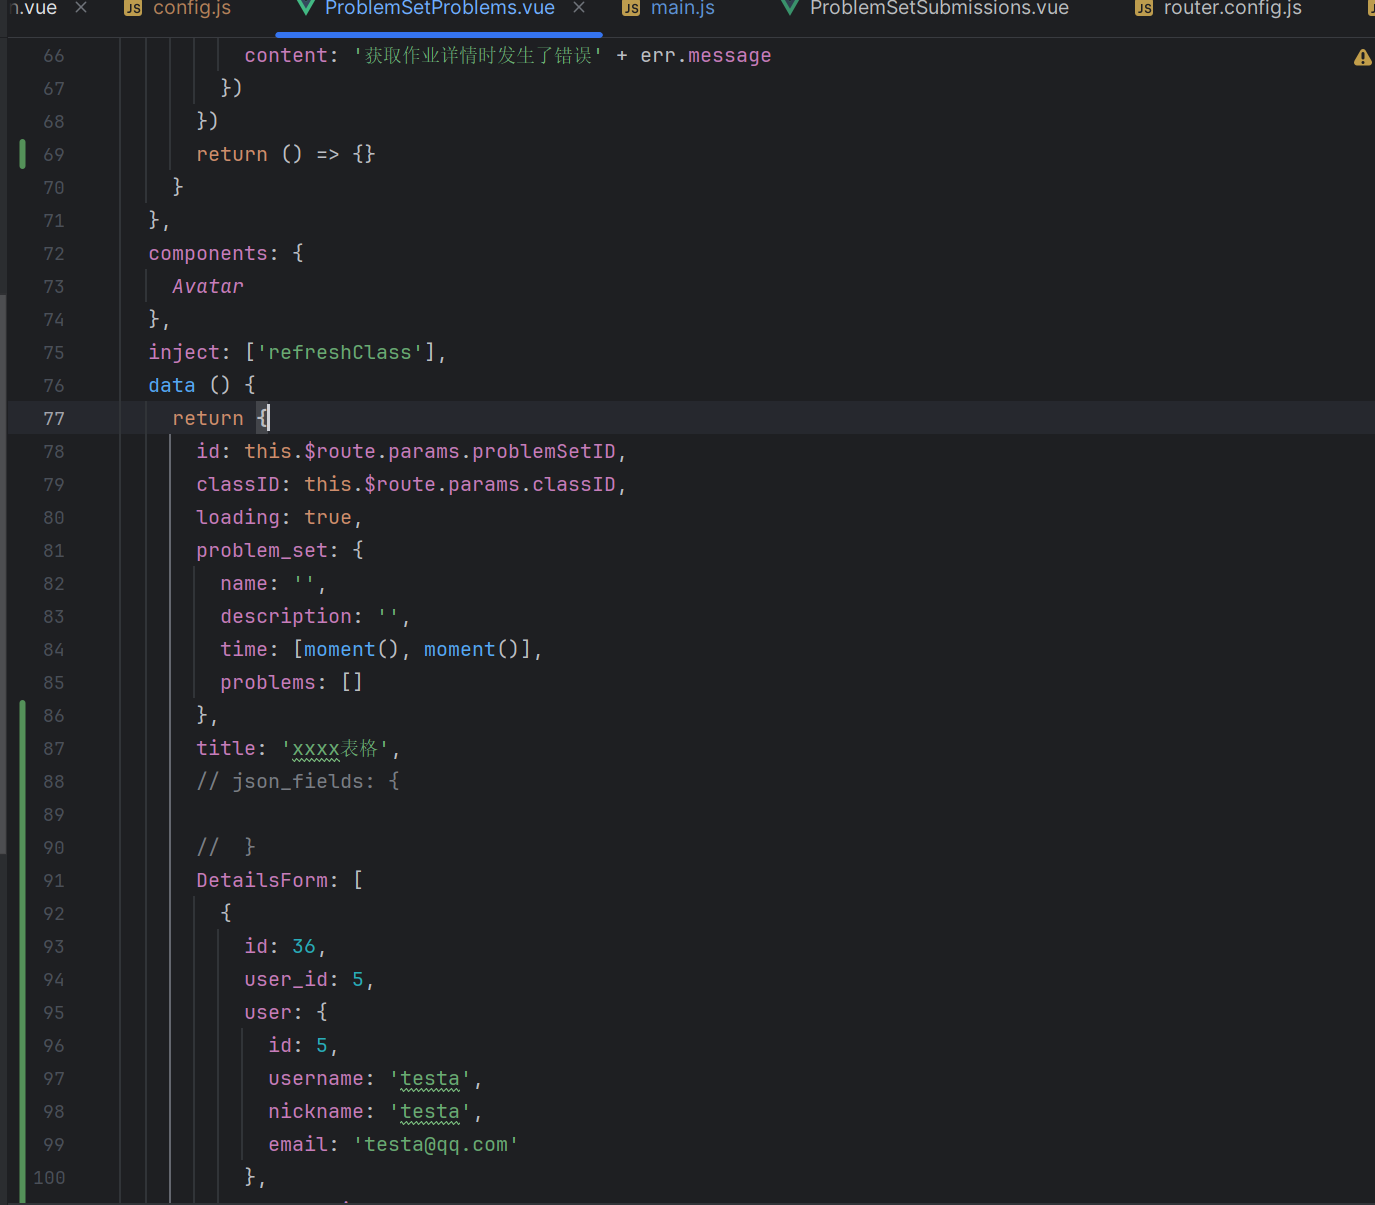 n.vue × JS config.js ProblemSetProblems.vue × JS main.js ProblemSetSubmissions.vue JS router.config.js
66 content: '获取作业详情时发生了错误' + err.message
67 })
68 })
69 return () => {}
70 }
71 },
72 components: {
73 Avatar
74 },
75 inject: ['refreshClass'],
76 data () {
77 return {
78 id: this.$route.params.problemSetID,
79 classID: this.$route.params.classID,
80 loading: true,
81 problem_set: {
82 name: '',
83 description: '',
84 time: [moment(), moment()],
85 problems: []
86 },
87 title: 'xxxx表格',
88 // json_fields: {
89
90 //  }
91 DetailsForm: [
92 {
93 id: 36,
94 user_id: 5,
95 user: {
96 id: 5,
97 username: 'testa',
98 nickname: 'testa',
99 email: 'testa@qq.com'
100 },